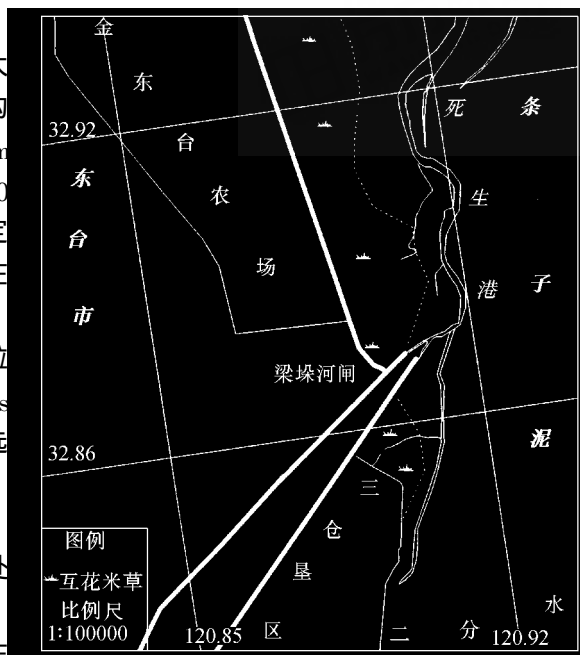 金
东
台
农
场
32.92
东
台
市
死
生
港
条
子
泥
梁垛河闸
32.86
三
仓
垦
区
二
分
水
图例
互花米草
比例尺
1:100000
120.85
120.92